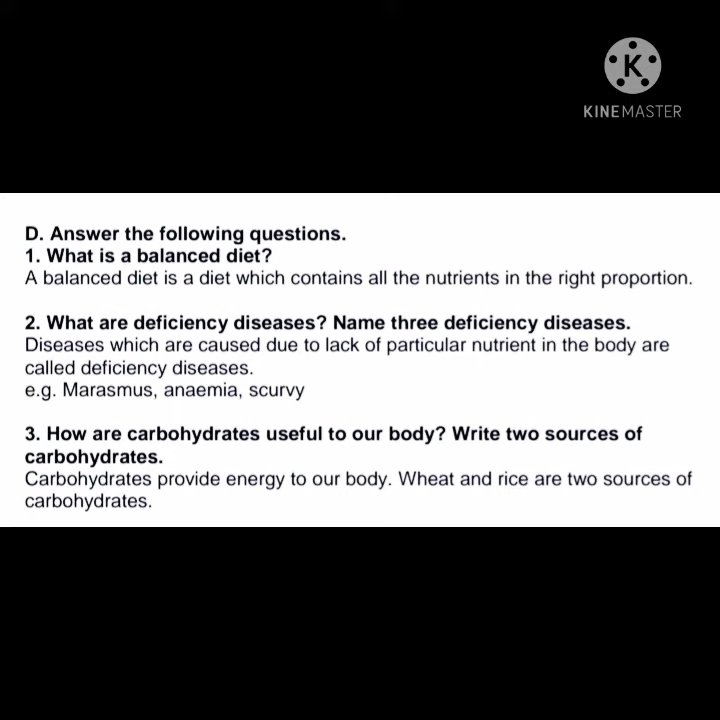 K
KINEMASTER
D. Answer the following questions.
1. What is a balanced diet?
A balanced diet is a diet which contains all the nutrients in the right proportion.
2. What are deficiency diseases? Name three deficiency diseases.
Diseases which are caused due to lack of particular nutrient in the body are
called deficiency diseases.
e.g. Marasmus, anaemia, scurvy
3. How are carbohydrates useful to our body? Write two sources of
carbohydrates.
Carbohydrates provide energy to our body. Wheat and rice are two sources of
carbohydrates.